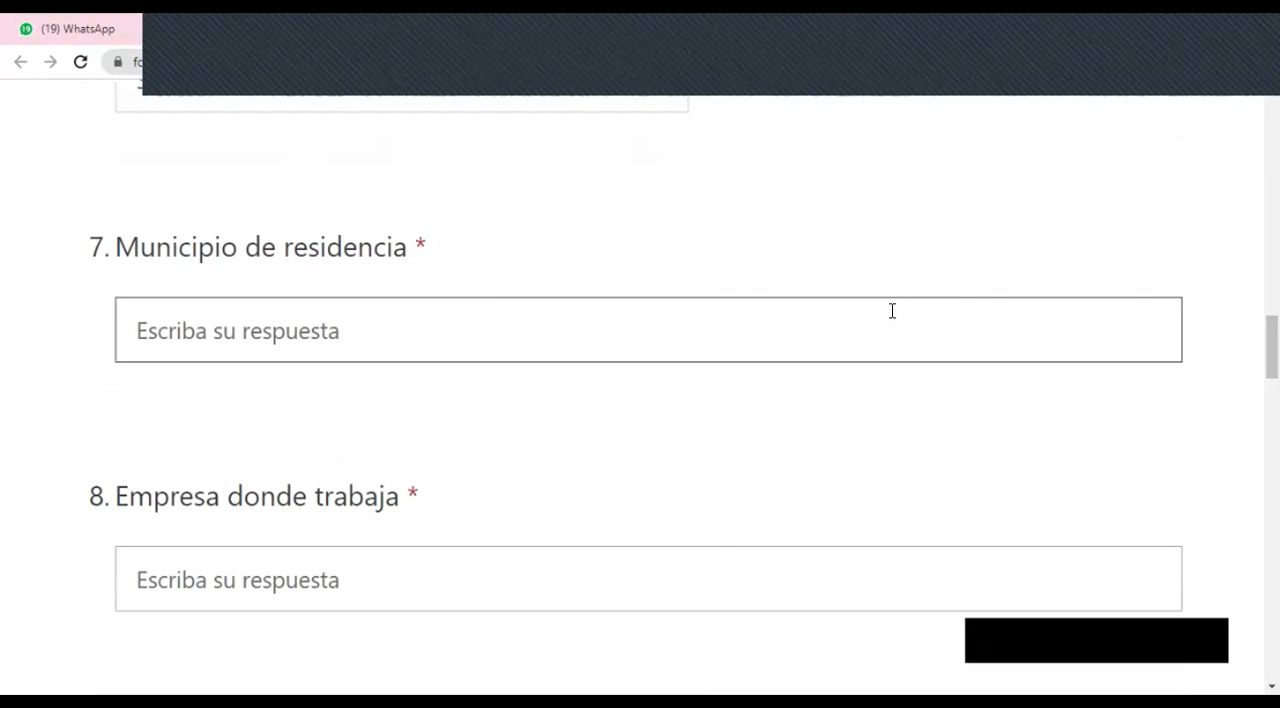 (19) WhatsApp
7. Municipio de residencia *
Escriba su respuesta
8. Empresa donde trabaja *
Escriba su respuesta